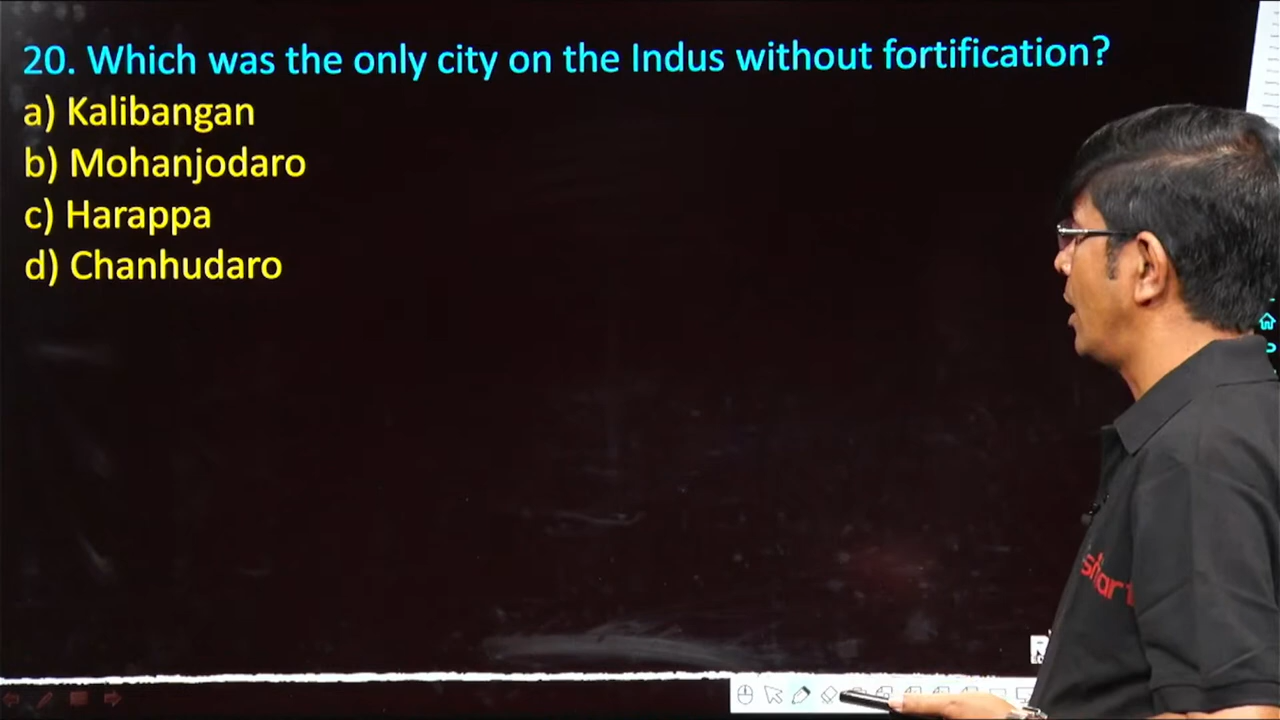 20. Which was the only city on the Indus without fortification?
a) Kalibangan
b) Mohanjodaro
c) Harappa
d) Chanhudaro